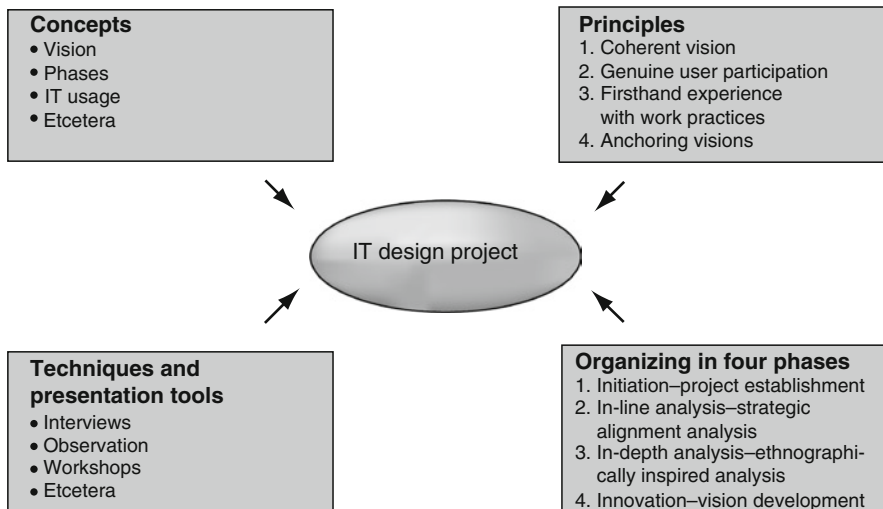 Concepts
• Vision
• Phases
• IT usage
• Etcetera
Principles
1. Coherent vision
2. Genuine user participation
3. Firsthand experience
with work practices
4. Anchoring visions
IT design project
Techniques and
presentation tools
• Interviews
• Observation
• Workshops
• Etcetera
Organizing in four phases
1. Initiation–project establishment
2. In-line analysis–strategic
alignment analysis
3. In-depth analysis–ethnographi-
cally inspired analysis
4. Innovation–vision development